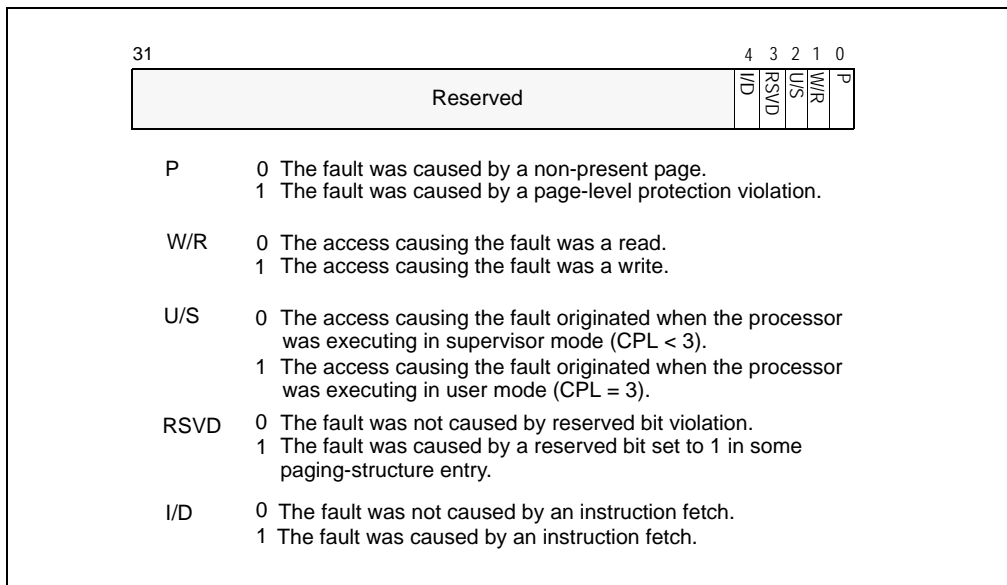 31 4 3 2 1 0
Reserved I/D RSVD U/S W/R P
P 0 The fault was caused by a non-present page.
1 The fault was caused by a page-level protection violation.
W/R 0 The access causing the fault was a read.
1 The access causing the fault was a write.
U/S 0 The access causing the fault originated when the processor
was executing in supervisor mode (CPL < 3).
1 The access causing the fault originated when the processor
was executing in user mode (CPL = 3).
RSVD 0 The fault was not caused by reserved bit violation.
1 The fault was caused by a reserved bit set to 1 in some
paging-structure entry.
I/D 0 The fault was not caused by an instruction fetch.
1 The fault was caused by an instruction fetch.